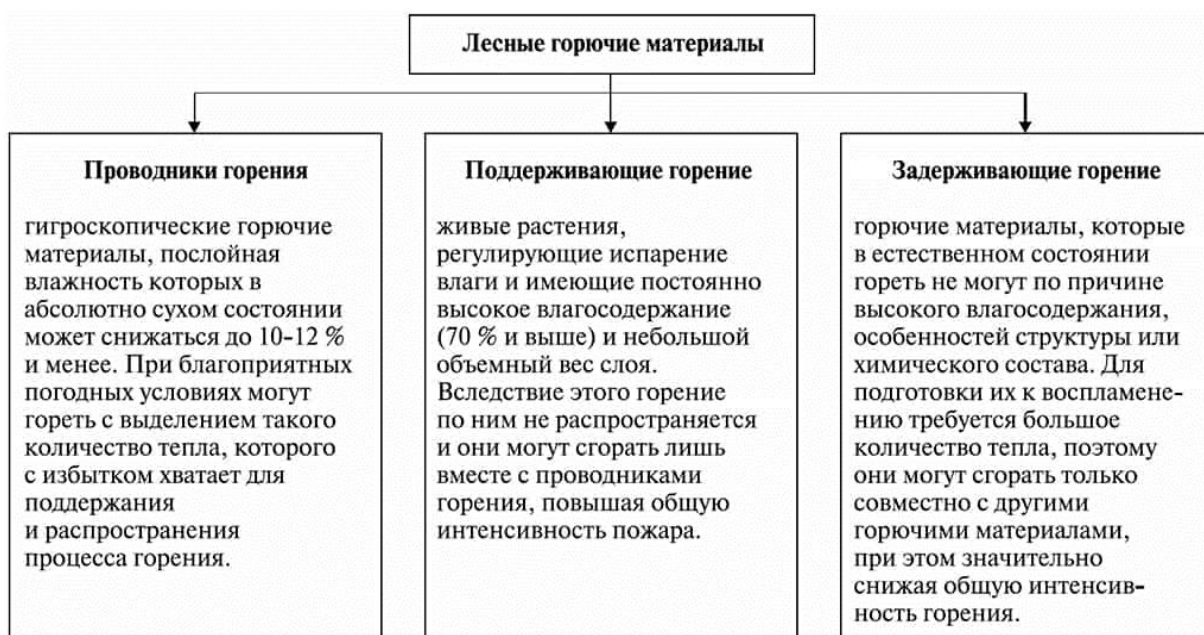 Лесные горючие материалы
Проводники горения
гигроскопические горючие
материалы, послойная
влажность которых в
абсолютно сухом состоянии
может снижаться до 10-12 %
и менее. При благоприятных
погодных условиях могут
гореть с выделением такого
количество тепла, которого
с избытком хватает для
поддержания
и распространения
процесса горения.
Поддерживающие горение
живые растения,
регулирующие испарение
влаги и имеющие постоянно
высокое влагосодержание
(70 % и выше) и небольшой
объемный вес слоя.
Вследствие этого горение
по ним не распространяется
и они могут сгорать лишь
вместе с проводниками
горения, повышая общую
интенсивность пожара.
Задерживающие горение
горючие материалы, которые
в естественном состоянии
гореть не могут по причине
высокого влагосодержания,
особенностей структуры или
химического состава. Для
подготовки их к воспламене-
нию требуется большое
количество тепла, поэтому
они могут сгорать только
совместно с другими
горючими материалами,
при этом значительно
снижая общую интенсив-
ность горения.